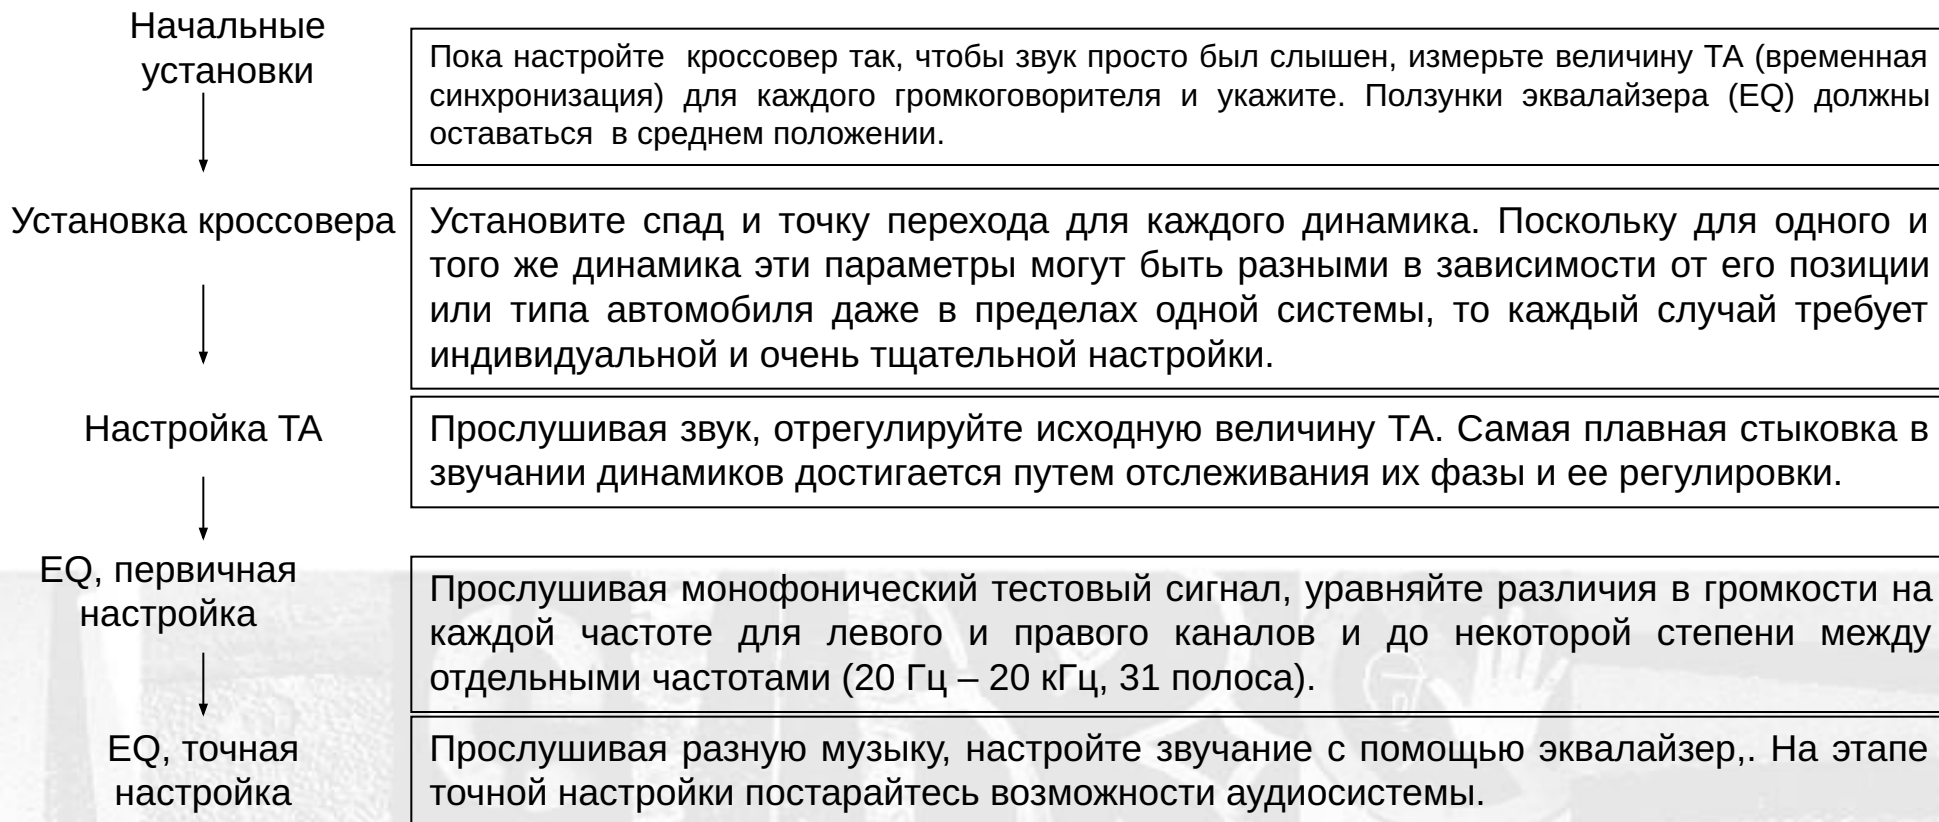 Начальные
установки
Пока настройте кроссовер так, чтобы звук просто был слышен, измерьте величину ТА (временная
синхронизация) для каждого громкоговорителя и укажите. Ползунки эквалайзера (EQ) должны
оставаться в среднем положении.
Установка кроссовера
Установите спад и точку перехода для каждого динамика. Поскольку для одного и
того же динамика эти параметры могут быть разными в зависимости от его позиции
или типа автомобиля даже в пределах одной системы, то каждый случай требует
индивидуальной и очень тщательной настройки.
Настройка ТА
Прослушивая звук, отрегулируйте исходную величину ТА. Самая плавная стыковка в
звучании динамиков достигается путем отслеживания их фазы и ее регулировки.
EQ, первичная
настройка
Прослушивая монофонический тестовый сигнал, уравняйте различия в громкости на
каждой частоте для левого и правого каналов и до некоторой степени между
отдельными частотами (20 Гц – 20 кГц, 31 полоса).
EQ, точная
настройка
Прослушивая разную музыку, настройте звучание с помощью эквалайзер,. На этапе
точной настройки постарайтесь возможности аудиосистемы.